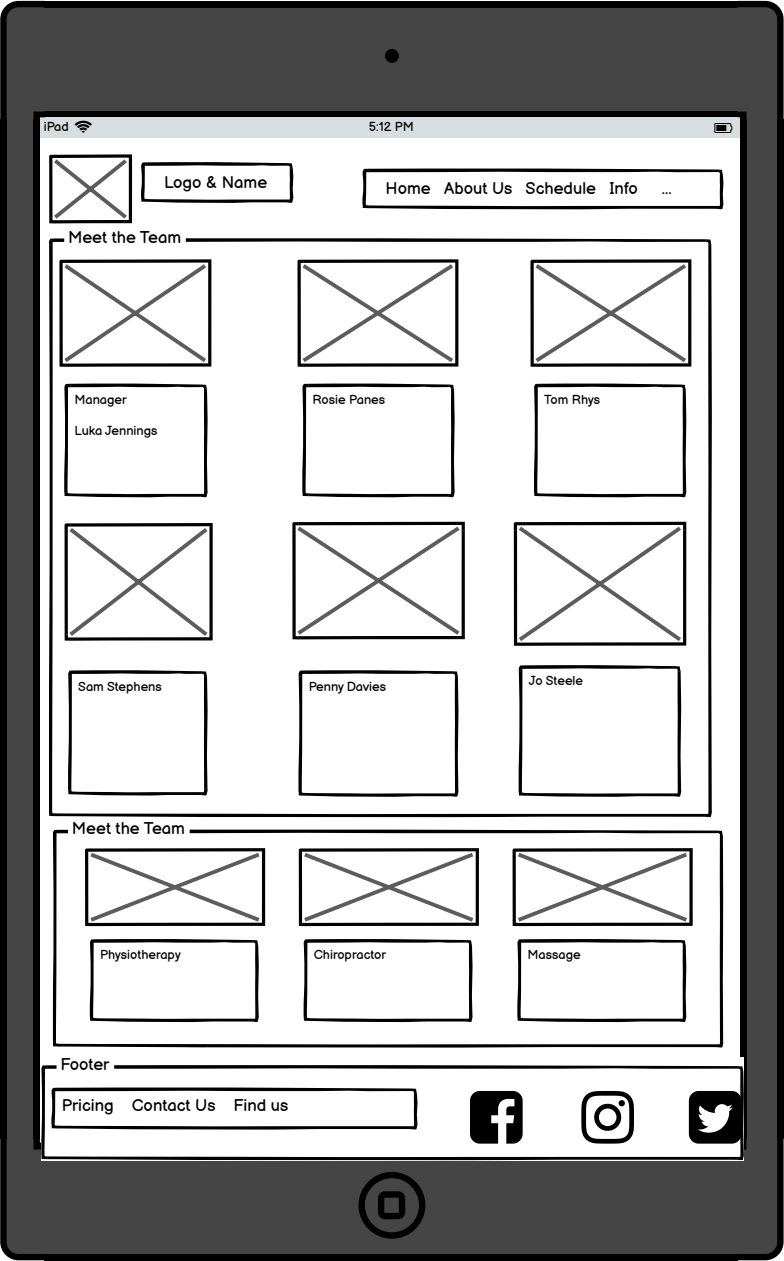 iPad 5:12 PM
Logo & Name
Home About Us Schedule Info ...
Meet the Team
Manager
Luka Jennings
Rosie Panes
Tom Rhys
Sam Stephens
Penny Davies
Jo Steele
Meet the Team
Physiotherapy
Chiropractor
Massage
Footer
Pricing Contact Us Find us